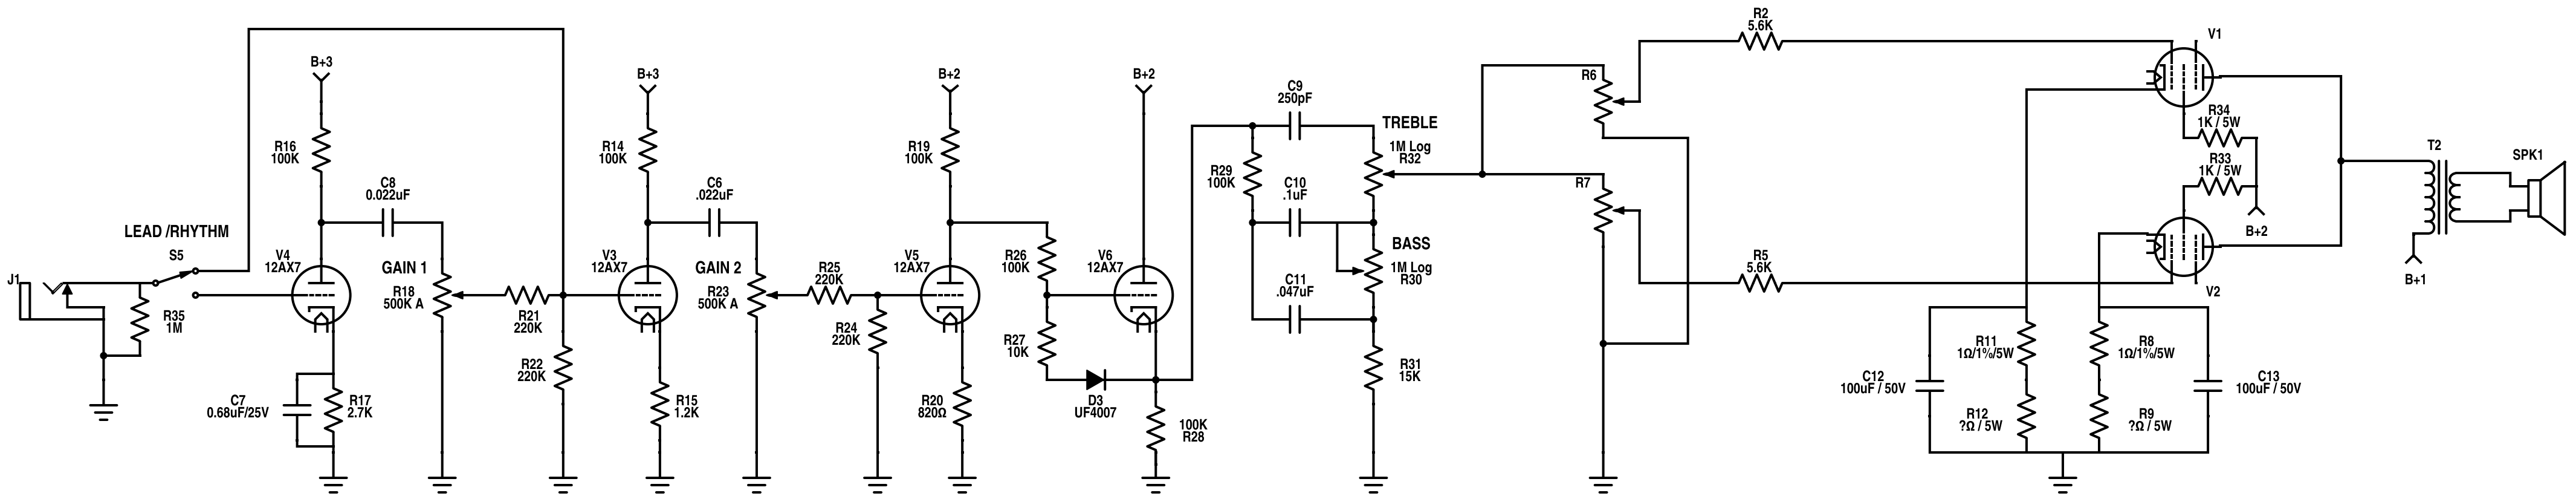 J1
R35
1M
LEAD /RHYTHM
S5
B+3
R16
100K
C8
0.022uF
V4
12AX7
GAIN 1
R18
500K A
C7
0.68uF/25V
R17
2.7K
R21
220K
R22
220K
B+3
R14
100K
C6
.022uF
V3
12AX7
GAIN 2
R23
500K A
R15
1.2K
R25
220K
R24
220K
B+2
R19
100K
V5
12AX7
R20
820Ω
R26
100K
R27
10K
B+2
V6
12AX7
D3
UF4007
100K
R28
C9
250pF
R29
100K
C10
.1uF
C11
.047uF
TREBLE
1M Log
R32
BASS
1M Log
R30
R31
15K
R6
R7
R2
5.6K
R5
5.6K
V1
R34
1K / 5W
R33
1K / 5W
B+2
V2
C12
100uF / 50V
R11
1Ω/1%/5W
R12
?Ω / 5W
R8
1Ω/1%/5W
R9
?Ω / 5W
C13
100uF / 50V
T2
B+1
SPK1